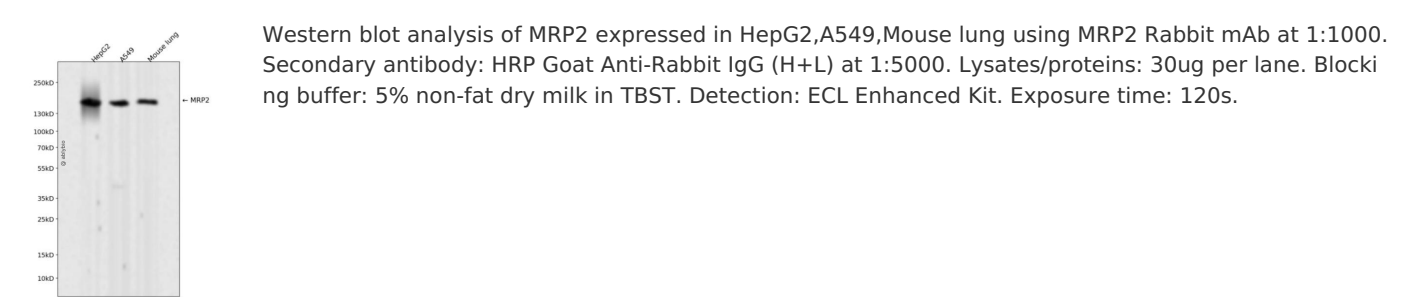 HepG2 A549 Mouse lung
Western blot analysis of MRP2 expressed in HepG2,A549,Mouse lung using MRP2 Rabbit mAb at 1:1000.
Secondary antibody: HRP Goat Anti-Rabbit IgG (H+L) at 1:5000. Lysates/proteins: 30ug per lane. Blocki
ng buffer: 5% non-fat dry milk in TBST. Detection: ECL Enhanced Kit. Exposure time: 120s.
250kD
← MRP2
130kD
100kD
70kD
55kD
35kD
25kD
15kD
10kD